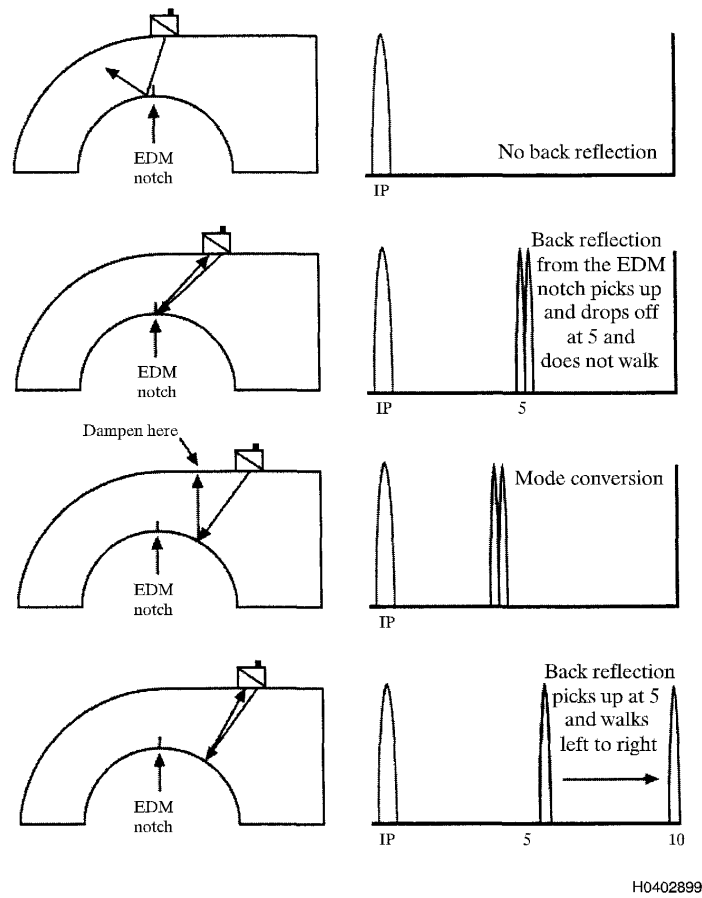 EDM
notch
No back reflection
IP
EDM
notch
Back reflection
from the EDM
notch picks up
and drops off
at 5 and
does not walk
IP
5
Dampen here
EDM
notch
Mode conversion
IP
EDM
notch
Back reflection
picks up at 5
and walks
left to right
IP
5
10
H0402899